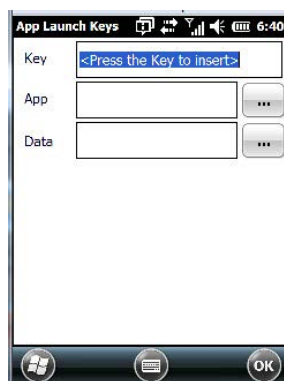 App Launch Keys 6:40
Key <Press the Key to insert>
App ...
Data ...
OK